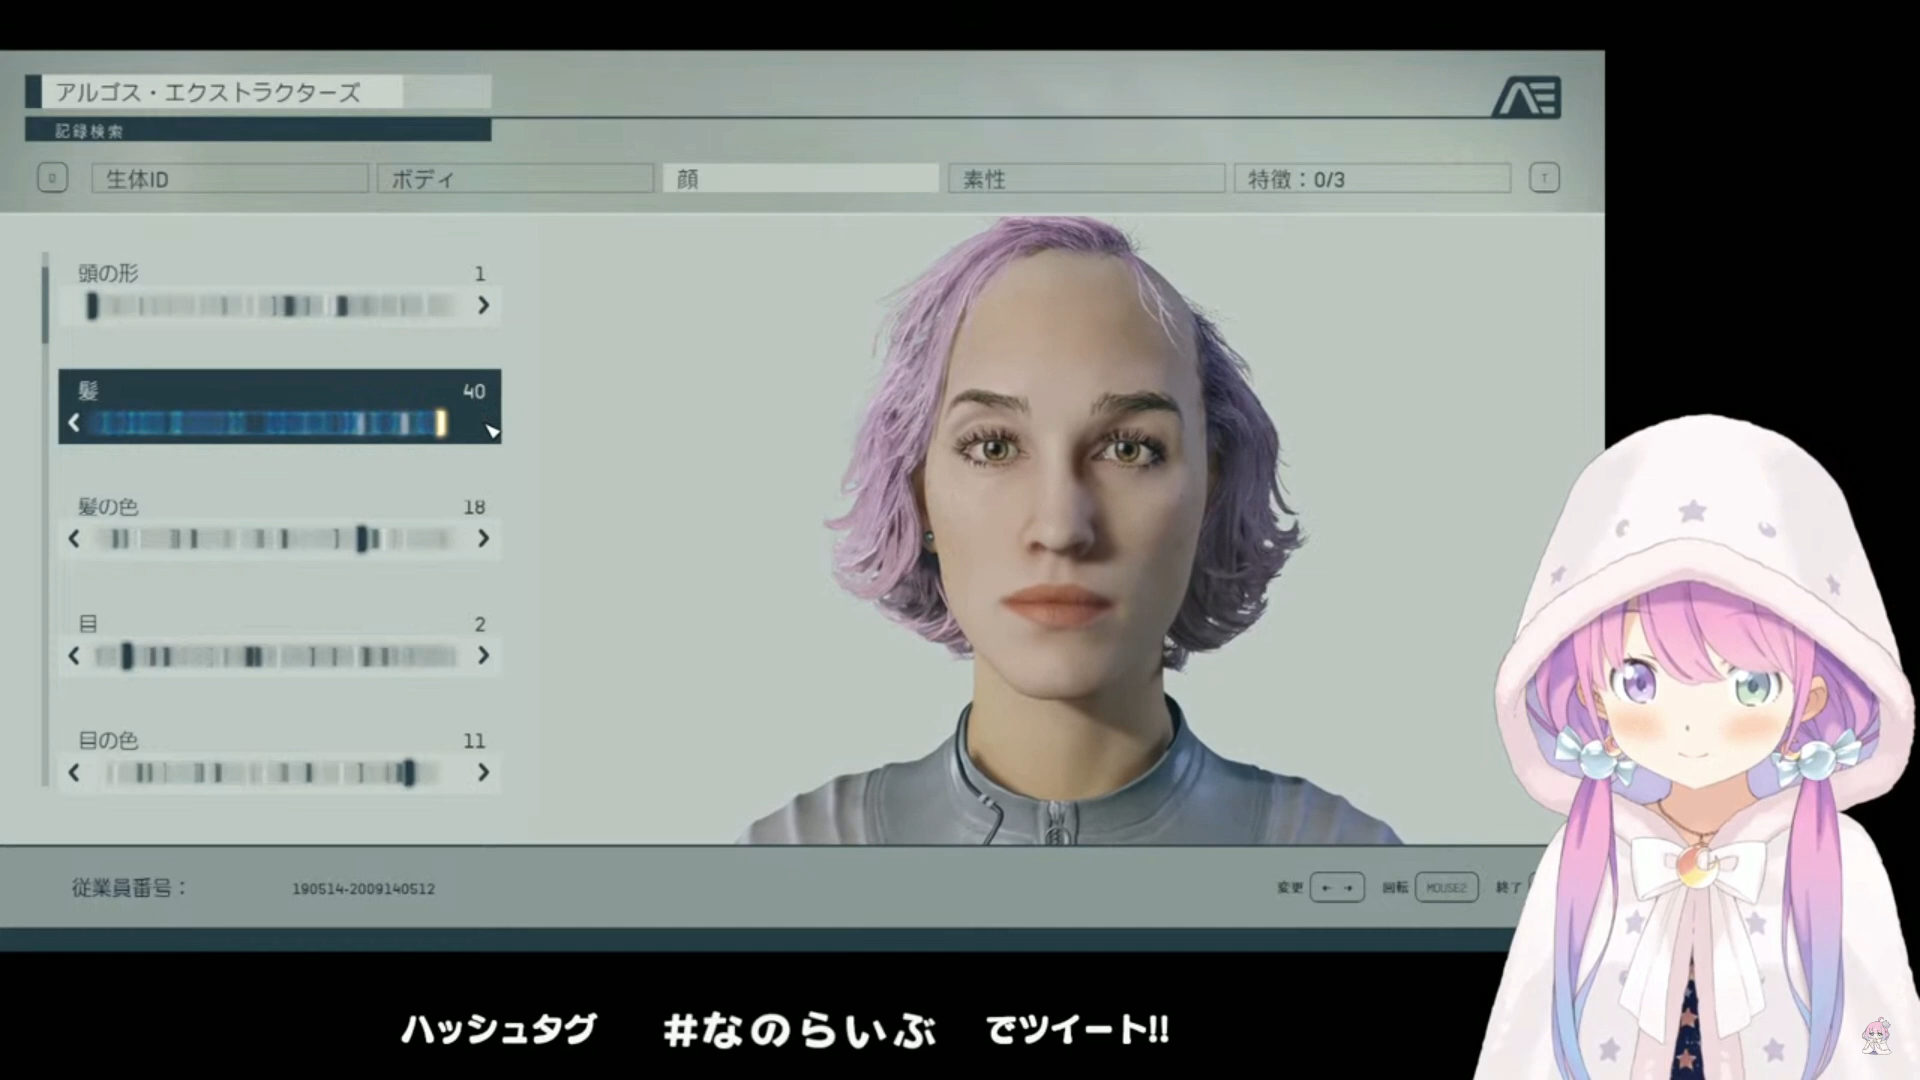 アルゴス・エクストラクターズ
AE
記録検索
Q 生体ID ボディ 顔 素性 特徴：0/3 T
頭の形 1
髪 40
髪の色 18
目 2
目の色 11
従業員番号： 190514-2009140512
変更 回転 MOUSE2 終了
ハッシュタグ #なのらいぶ でツイート!!